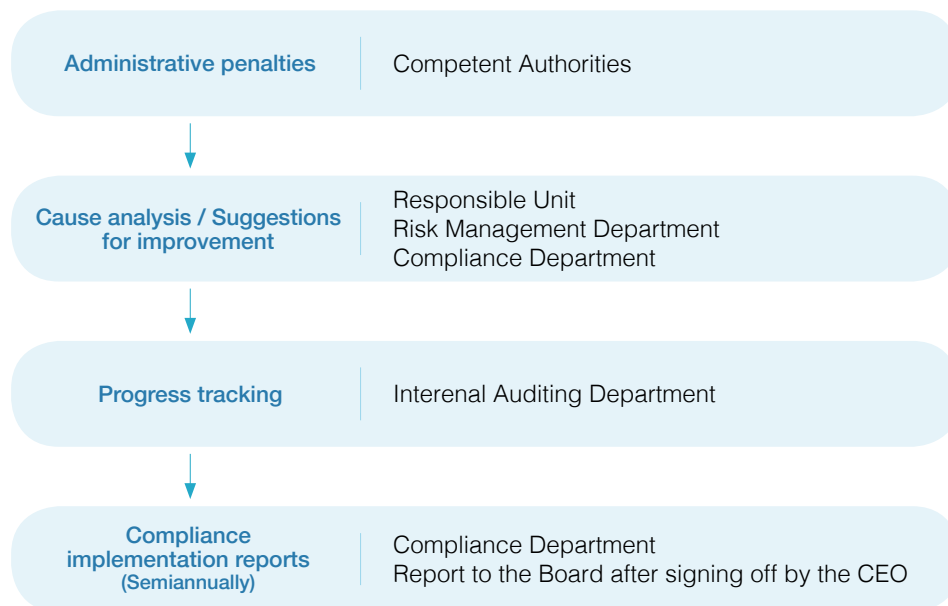 Administrative penalties
Competent Authorities
Cause analysis / Suggestions
for improvement
Responsible Unit
Risk Management Department
Compliance Department
Progress tracking
Interenal Auditing Department
Compliance
implementation reports
(Semiannually)
Compliance Department
Report to the Board after signing off by the CEO